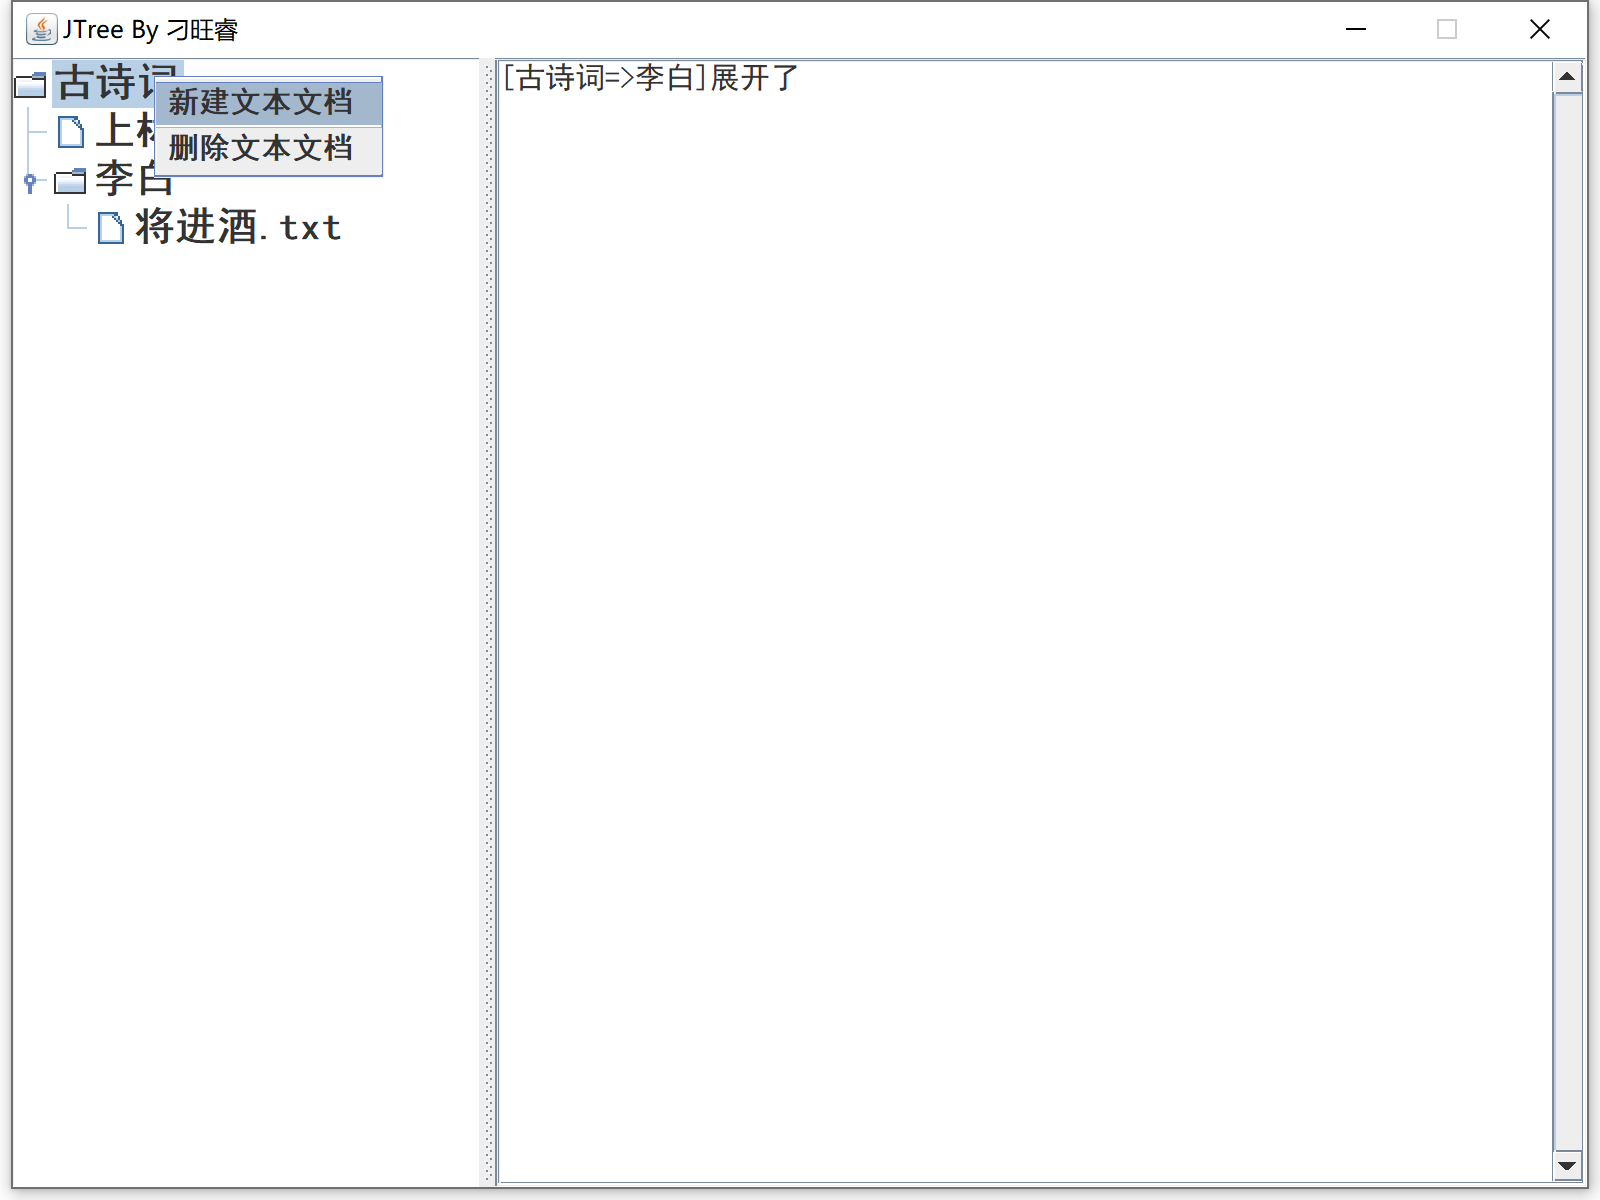 JTree By 刁旺睿
古诗词
新建文本文档
删除文本文档
上
李白
将进酒.txt
[古诗词=>李白]展开了